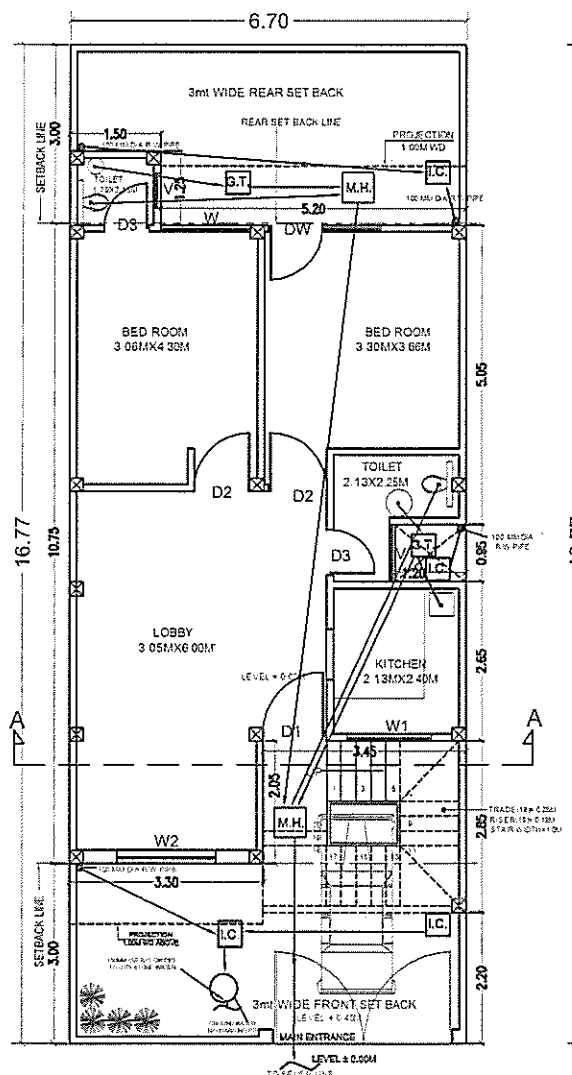 6.70
3mt WIDE REAR SET BACK
REAR SET BACK LINE
SETBACK LINE
3.00
1.50
PROJECTION
1.00M WD
TOILET
V
1.23
G.T.
M.H.
I.C.
5.20
D3
W
DW
BED ROOM
3.06MX4.30M
BED ROOM
3.30MX3.66M
5.05
D2
D2
TOILET
2.13X2.25M
16.77
10.75
D3
V
G.T.
I.C.
1.20
100 MM DIA
R.W. PIPE
0.95
LOBBY
3.05MX6.00M
KITCHEN
2.13MX2.40M
2.65
A
A
D1
W1
3.45
2.05
M.H.
2.85
W2
3.30
SETBACK LINE
3.00
I.C
I.C.
PROJECTION
2.20
3mt WIDE FRONT SET BACK
MAIN ENTRANCE
LEVEL ± 0.00M